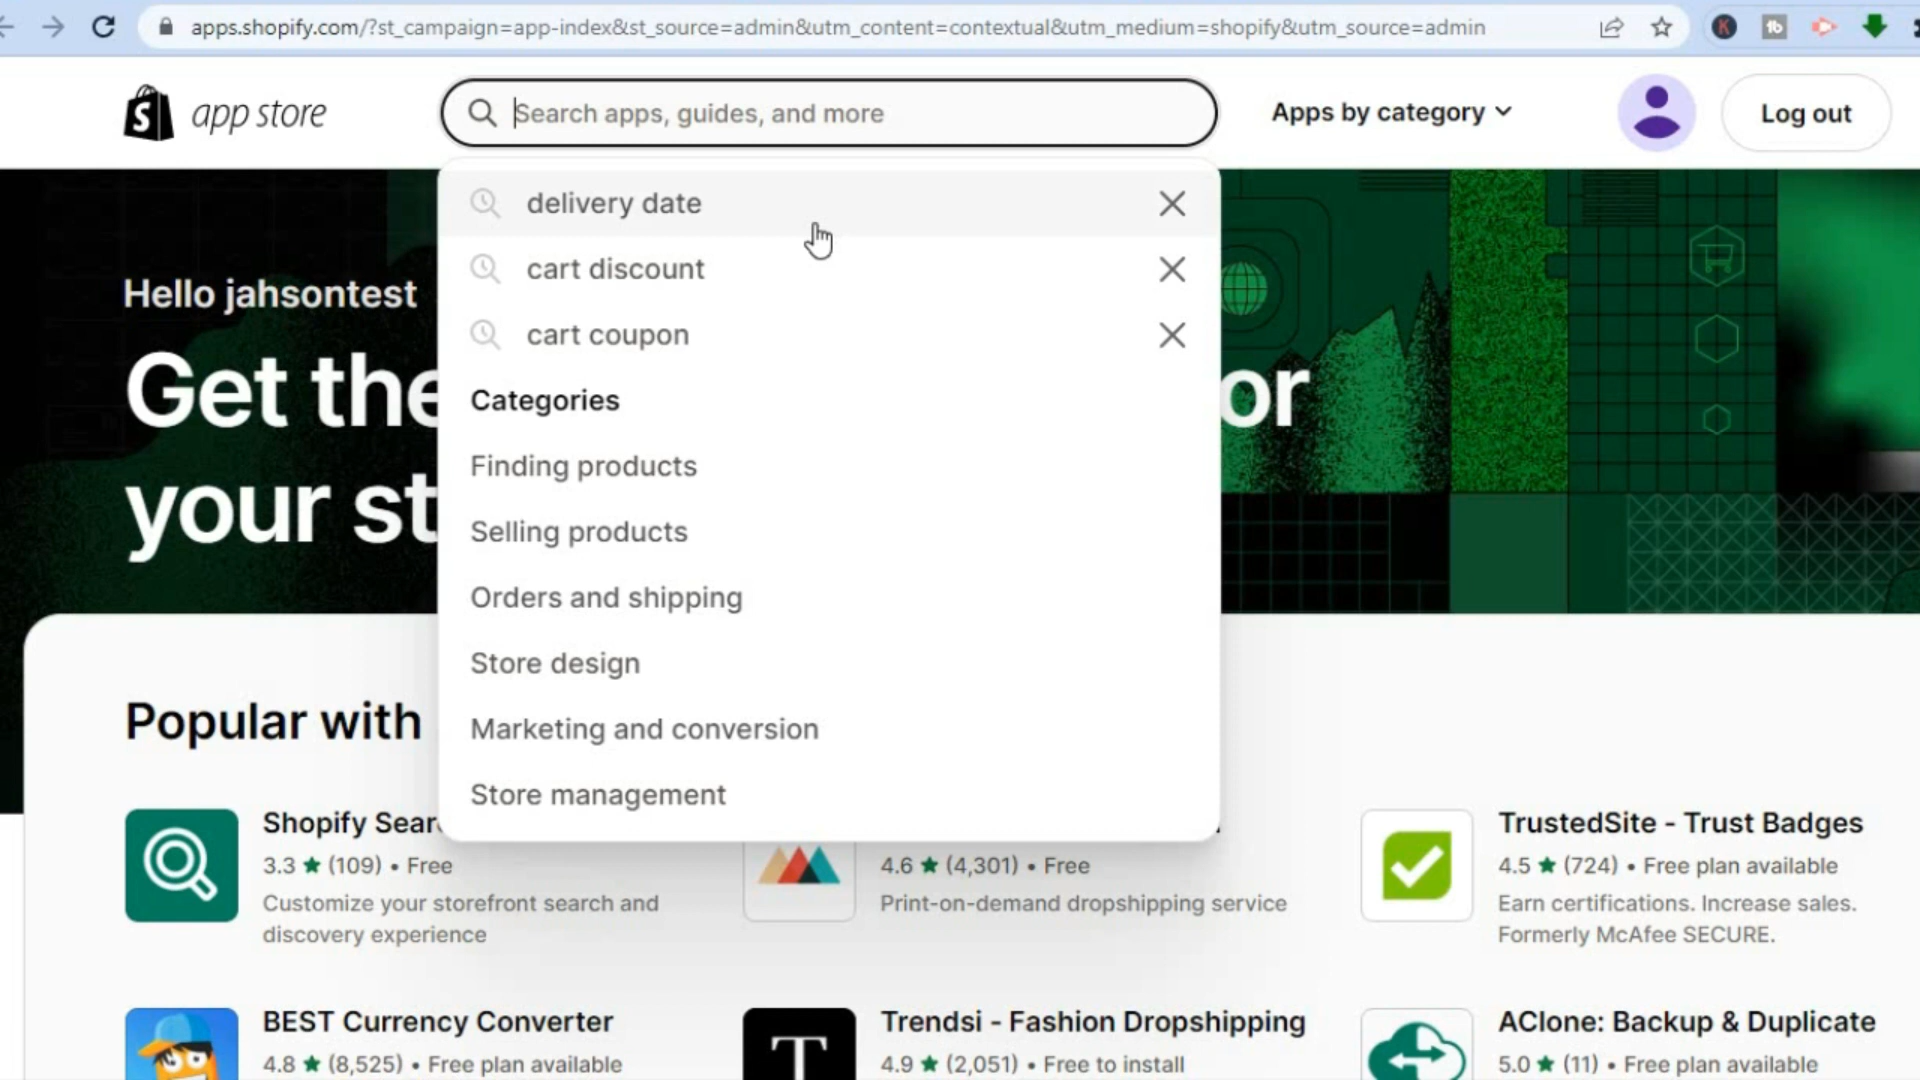 apps.shopify.com/?st_campaign=app-index&st_source=admin&utm_content=contextual&utm_medium=shopify&utm_source=admin
K
tb
S
app store
Search apps, guides, and more
Apps by category
Log out
delivery date
cart discount
cart coupon
Categories
Finding products
Selling products
Orders and shipping
Store design
Marketing and conversion
Store management
Hello jahsontest
Get the
or
your st
Popular with
Shopify Sear
3.3 ★ (109) • Free
Customize your storefront search and
discovery experience
4.6 ★ (4,301) • Free
Print-on-demand dropshipping service
TrustedSite - Trust Badges
4.5 ★ (724) • Free plan available
Earn certifications. Increase sales.
Formerly McAfee SECURE.
BEST Currency Converter
4.8 ★ (8,525) • Free plan available
T
Trendsi - Fashion Dropshipping
4.9 ★ (2,051) • Free to install
AClone: Backup & Duplicate
5.0 ★ (11) • Free plan available